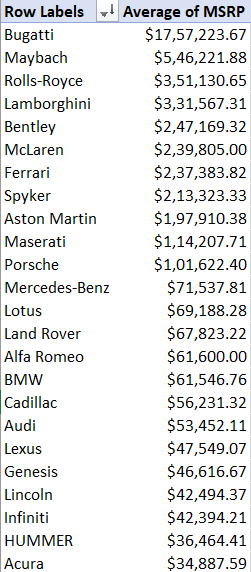 Row Labels Average of MSRP
Bugatti $17,57,223.67
Maybach $5,46,221.88
Rolls-Royce $3,51,130.65
Lamborghini $3,31,567.31
Bentley $2,47,169.32
McLaren $2,39,805.00
Ferrari $2,37,383.82
Spyker $2,13,323.33
Aston Martin $1,97,910.38
Maserati $1,14,207.71
Porsche $1,01,622.40
Mercedes-Benz $71,537.81
Lotus $69,188.28
Land Rover $67,823.22
Alfa Romeo $61,600.00
BMW $61,546.76
Cadillac $56,231.32
Audi $53,452.11
Lexus $47,549.07
Genesis $46,616.67
Lincoln $42,494.37
Infiniti $42,394.21
HUMMER $36,464.41
Acura $34,887.59